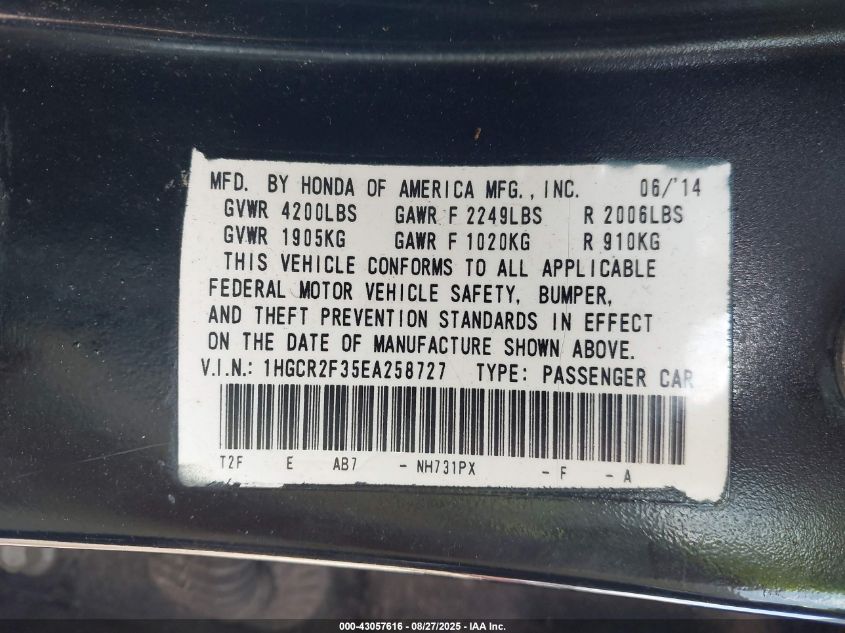 MFD. BY HONDA OF AMERICA MFG., INC. 06/'14
GVWR 4200LBS GAWR F 2249LBS R 2006LBS
GVWR 1905KG GAWR F 1020KG R 910KG
THIS VEHICLE CONFORMS TO ALL APPLICABLE
FEDERAL MOTOR VEHICLE SAFETY, BUMPER,
AND THEFT PREVENTION STANDARDS IN EFFECT
ON THE DATE OF MANUFACTURE SHOWN ABOVE.
V.I.N.: 1HGCR2F35EA258727 TYPE: PASSENGER CAR
T2F E AB7 - NH731PX - F - A
000-43057616 - 08/27/2025 - IAA Inc.